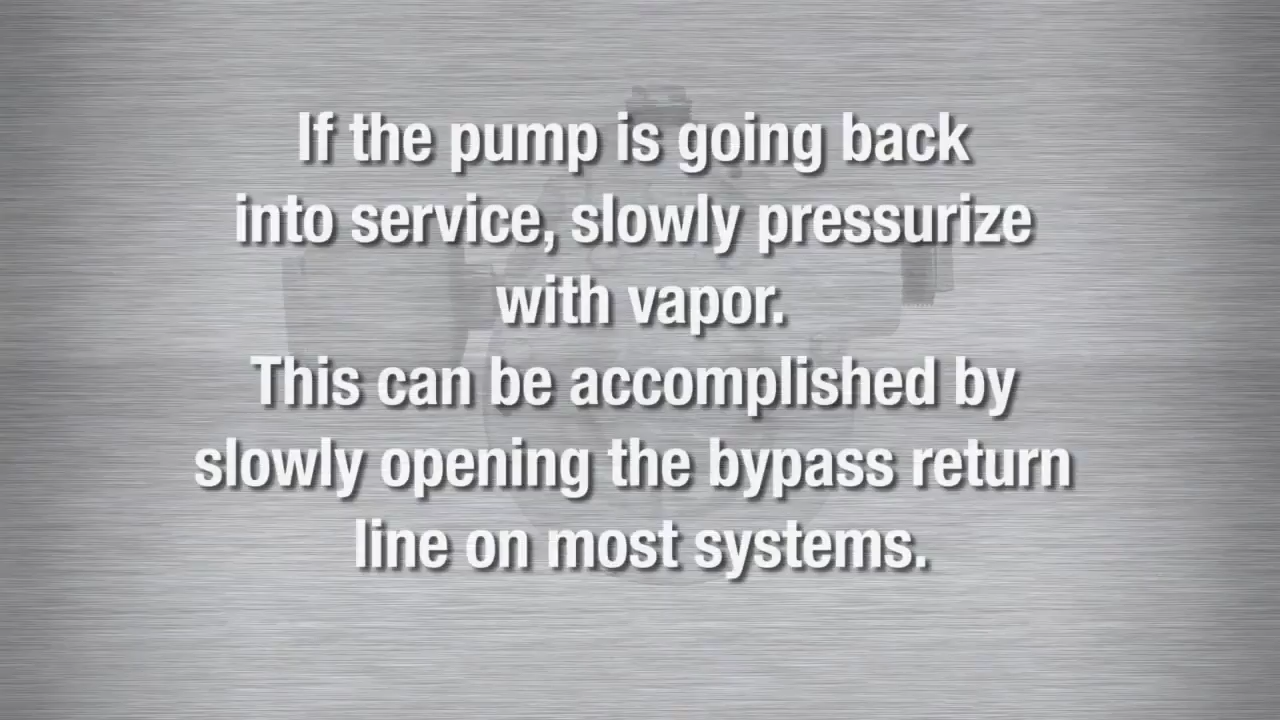 If the pump is going back
into service, slowly pressurize
with vapor.
This can be accomplished by
slowly opening the bypass return
line on most systems.